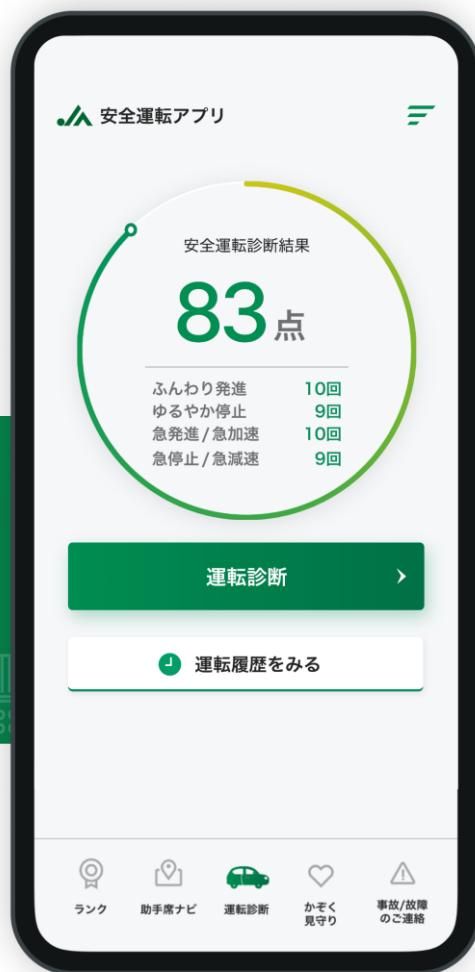 JA 安全運転アプリ
安全運転診断結果
83点
ふんわり発進 10回
ゆるやか停止 9回
急発進/急加速 10回
急停止/急減速 9回
運転診断
運転履歴をみる
ランク
助手席ナビ
運転診断
かぞく
見守り
事故/故障
のご連絡